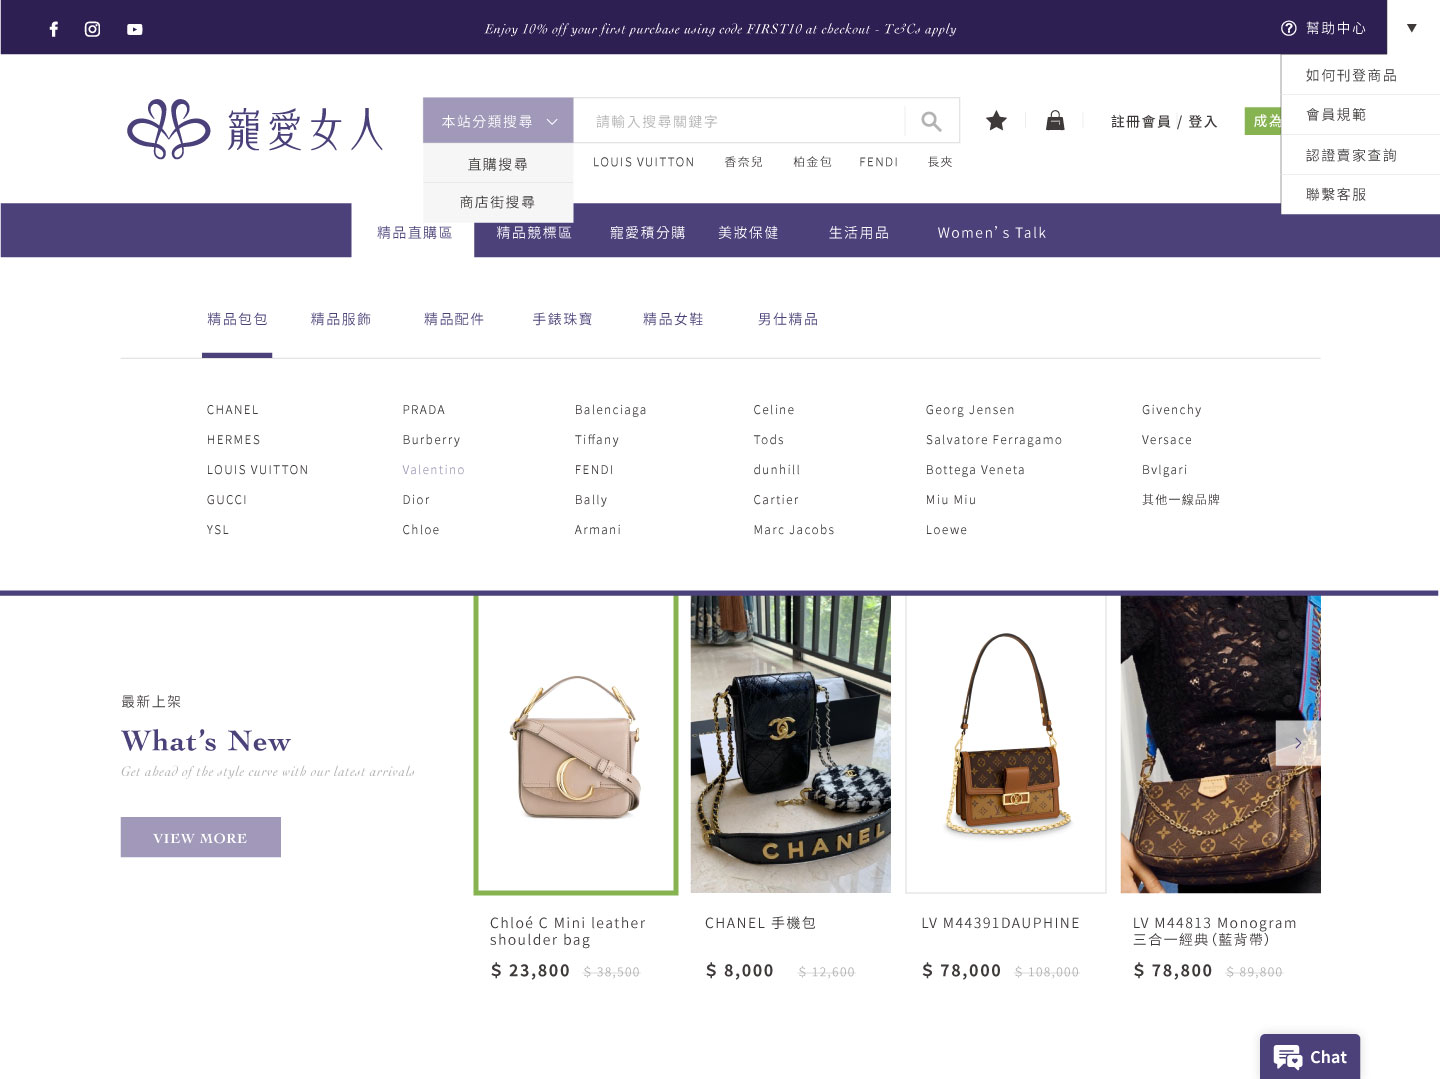 Enjoy 10% off your first purchase using code FIRST10 at checkout - T&Cs apply
幫助中心
如何刊登商品
會員規範
認證賣家查詢
聯繫客服
寵愛女人
本站分類搜尋
請輸入搜尋關鍵字
註冊會員 / 登入
成為
直購搜尋
商店街搜尋
LOUIS VUITTON 香奈兒 柏金包 FENDI 長夾
精品直購區 精品競標區 寵愛積分購 美妝保健 生活用品 Women's Talk
精品包包 精品服飾 精品配件 手錶珠寶 精品女鞋 男仕精品
CHANEL PRADA Balenciaga Celine Georg Jensen Givenchy
HERMES Burberry Tiffany Tods Salvatore Ferragamo Versace
LOUIS VUITTON Valentino FENDI dunhill Bottega Veneta Bvlgari
GUCCI Dior Bally Cartier Miu Miu 其他一線品牌
YSL Chloe Armani Marc Jacobs Loewe
最新上架
What's New
Get ahead of the style curve with our latest arrivals
VIEW MORE
CHANEL
Chloé C Mini leather
shoulder bag
$ 23,800 $ 38,500
CHANEL 手機包
$ 8,000 $ 12,600
LV M44391DAUPHINE
$ 78,000 $ 108,000
LV M44813 Monogram
三合一經典(藍背帶)
$ 78,800 $ 89,800
Chat